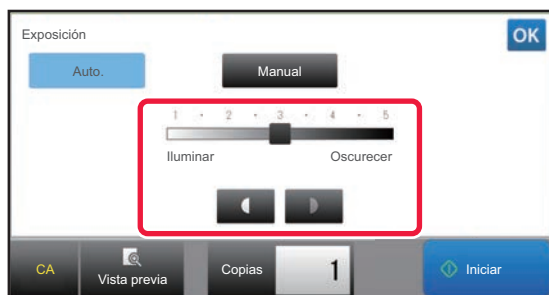 Exposición
OK
Auto.
Manual
1 · 2 · 3 · 4 · 5
Iluminar Oscurecer
CA
Vista previa
Copias
1
Iniciar